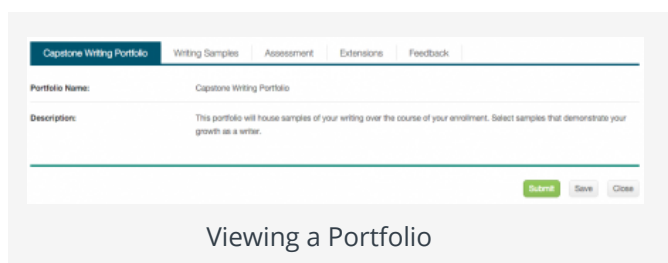 Capstone Writing Portfolio Writing Samples Assessment Extensions Feedback
Portfolio Name: Capstone Writing Portfolio
Description: This portfolio will house samples of your writing over the course of your enrollment. Select samples that demonstrate your
growth as a writer.
Submit Save Close
Viewing a Portfolio